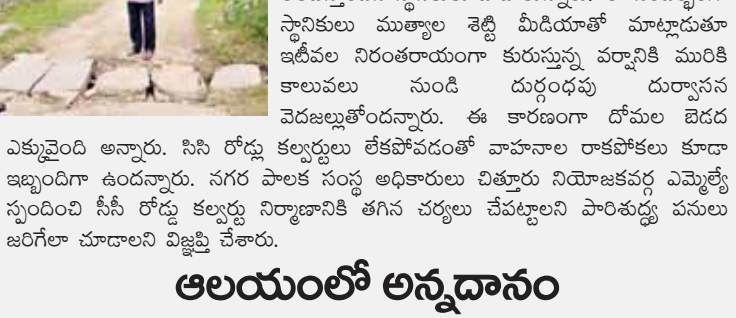 స్థానికులు ముత్యాల శెట్టి మీడియాతో మాట్లాడుతూ
ఇటీవల నిరంతరాయంగా కురుస్తున్న వర్షానికి మురికి
కాలువలు నుండి దుర్గంధపు దుర్వాసన
వెదజల్లుతోందన్నారు. ఈ కారణంగా దోమల బెడద
ఎక్కువైంది అన్నారు. సిసి రోడ్లు కల్వర్టులు లేకపోవడంతో వాహనాల రాకపోకలు కూడా
ఇబ్బందిగా ఉందన్నారు. నగర పాలక సంస్థ అధికారులు చిత్తూరు నియోజకవర్గ ఎమ్మెల్యే
స్పందించి సీసీ రోడ్డు కల్వర్టు నిర్మాణానికి తగిన చర్యలు చేపట్టాలని పారిశుద్ధ్య పనులు
జరిగేలా చూడాలని విజ్ఞప్తి చేశారు.
ఆలయంలో అన్నదానం